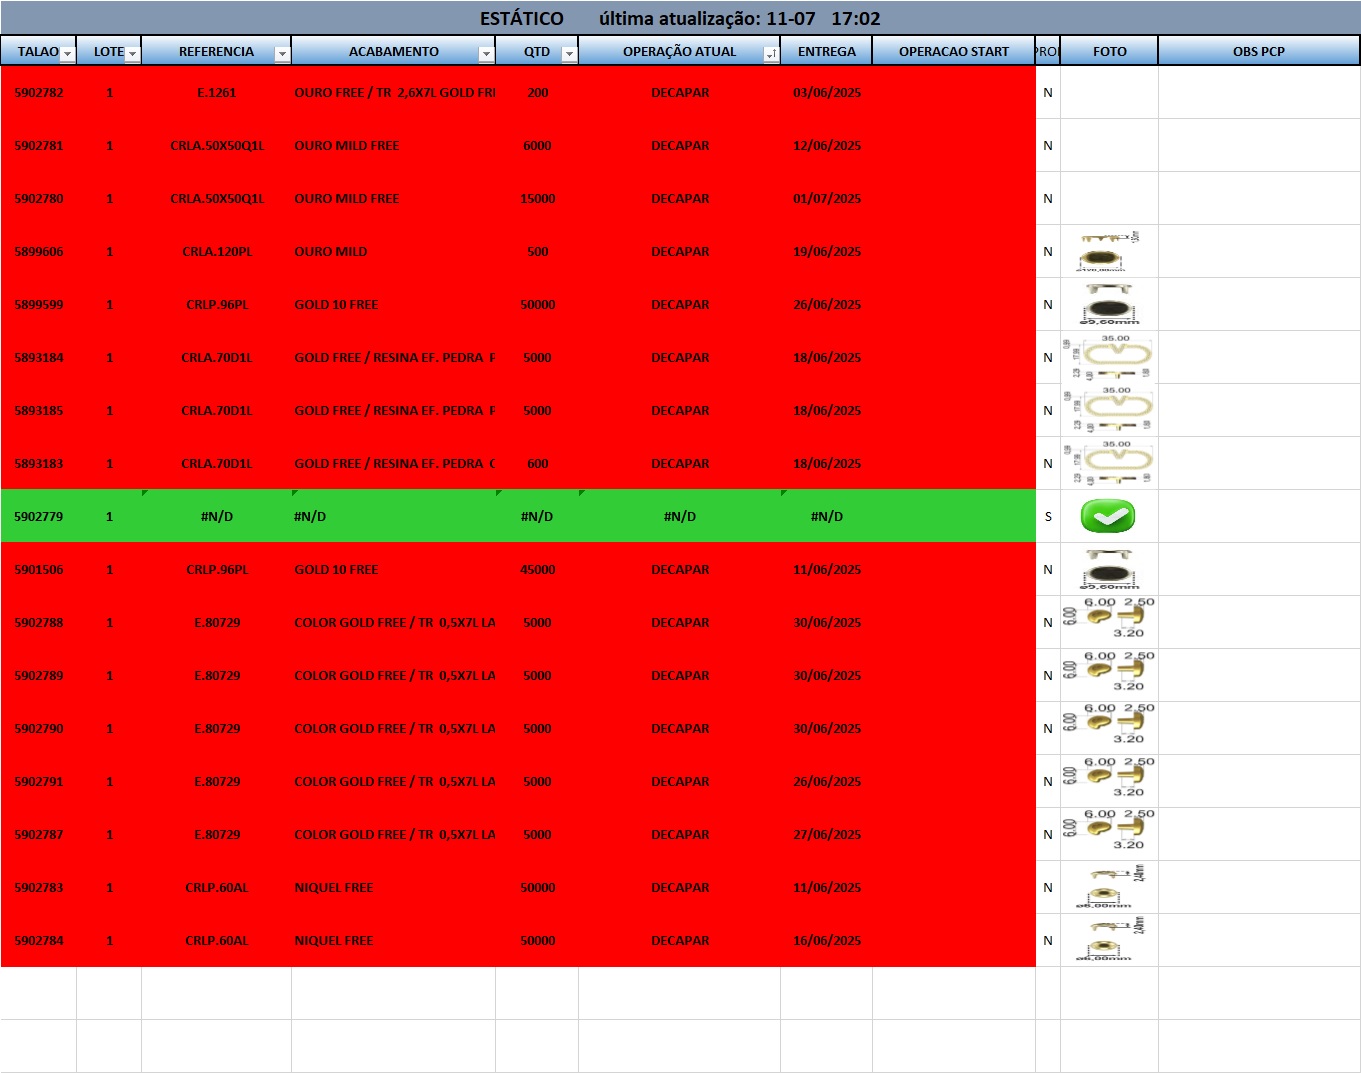 ESTÁTICO última atualização: 11-07 17:02
TALAO LOTE REFERENCIA ACABAMENTO QTD OPERAÇÃO ATUAL ENTREGA OPERACAO START PRO FOTO OBS PCP
5902782 1 E.1261 OURO FREE / TR 2,6X7L GOLD FRI 200 DECAPAR 03/06/2025 N
5902781 1 CRLA.50X50Q1L OURO MILD FREE 6000 DECAPAR 12/06/2025 N
5902780 1 CRLA.50X50Q1L OURO MILD FREE 15000 DECAPAR 01/07/2025 N
5899606 1 CRLA.120PL OURO MILD 500 DECAPAR 19/06/2025 N
5899599 1 CRLP.96PL GOLD 10 FREE 50000 DECAPAR 26/06/2025 N ø9,60mm
5893184 1 CRLA.70D1L GOLD FREE / RESINA EF. PEDRA P 5000 DECAPAR 18/06/2025 N 35.00
5893185 1 CRLA.70D1L GOLD FREE / RESINA EF. PEDRA P 5000 DECAPAR 18/06/2025 N 35.00
5893183 1 CRLA.70D1L GOLD FREE / RESINA EF. PEDRA C 600 DECAPAR 18/06/2025 N 35.00
5902779 1 #N/D #N/D #N/D #N/D #N/D S
5901506 1 CRLP.96PL GOLD 10 FREE 45000 DECAPAR 11/06/2025 N ø9,60mm
5902788 1 E.80729 COLOR GOLD FREE / TR 0,5X7L LA 5000 DECAPAR 30/06/2025 N 6.00 2.50 6.00 3.20
5902789 1 E.80729 COLOR GOLD FREE / TR 0,5X7L LA 5000 DECAPAR 30/06/2025 N 6.00 2.50 6.00 3.20
5902790 1 E.80729 COLOR GOLD FREE / TR 0,5X7L LA 5000 DECAPAR 30/06/2025 N 6.00 2.50 6.00 3.20
5902791 1 E.80729 COLOR GOLD FREE / TR 0,5X7L LA 5000 DECAPAR 26/06/2025 N 6.00 2.50 6.00 3.20
5902787 1 E.80729 COLOR GOLD FREE / TR 0,5X7L LA 5000 DECAPAR 27/06/2025 N 6.00 2.50 6.00 3.20
5902783 1 CRLP.60AL NIQUEL FREE 50000 DECAPAR 11/06/2025 N 2,40mm ø6,00mm
5902784 1 CRLP.60AL NIQUEL FREE 50000 DECAPAR 16/06/2025 N 2,40mm ø6,00mm